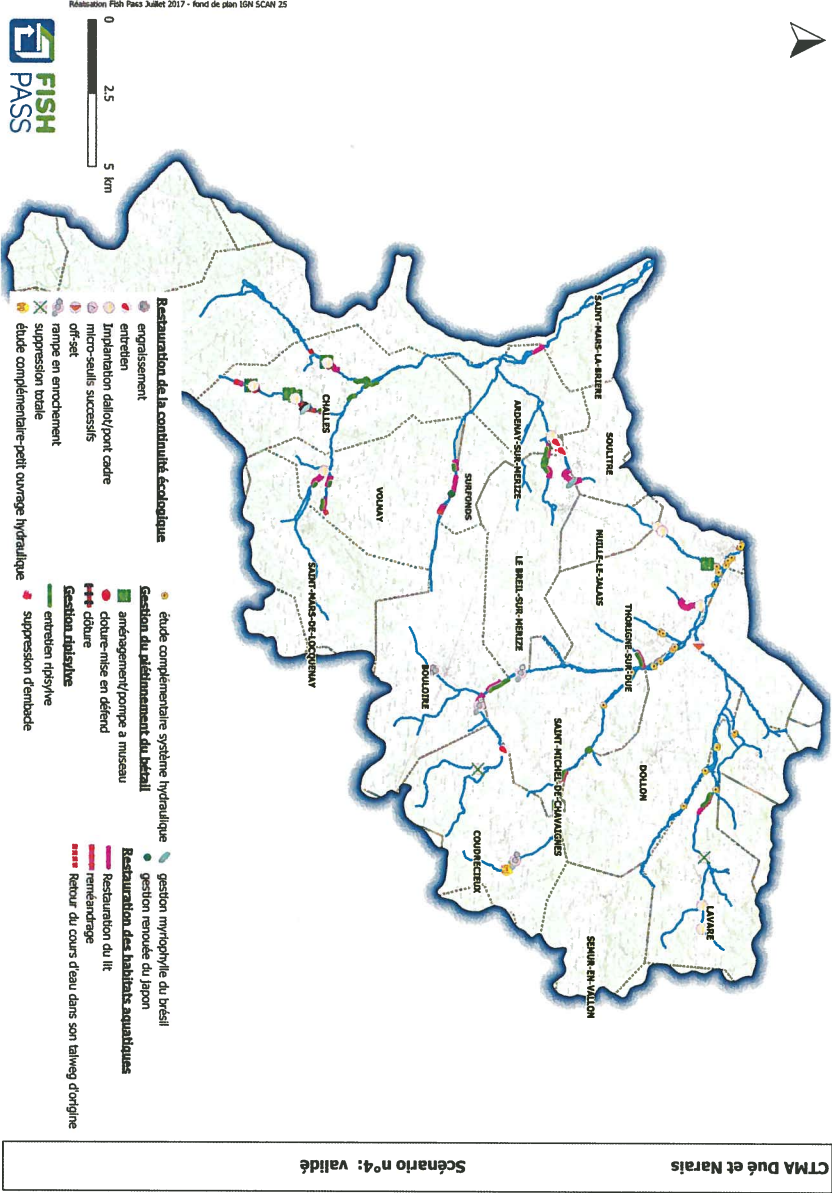 CTMA Dué et Narais
Scénario n°4: validé
SAINT-MARS-LA-BRIERE
SOULITRE
ARDENAY-SUR-MERIZE
NUILLE-LE-JALAIS
THORIGNE-SUR-DUE
SURFONDS
LE BREIL-SUR-MERIZE
CHALLES
VOLNAY
SAINT-MARS-DE-LOCQUENAY
BOULOIRE
SAINT-MICHEL-DE-CHAVAIGNES
DOLLON
COUDRECIEUX
LAVARE
SEMUR-EN-VALLON
Restauration de la continuité écologique
engraissement
entretien
Implantation dallot/pont cadre
micro-seuils successifs
off-set
rampe en enrochement
suppression totale
étude complémentaire-petit ouvrage hydraulique
étude complémentaire système hydraulique
Gestion du piétinnement du bétail
aménagement/pompe a museau
cloture-mise en défend
clôture
Gestion ripisylve
entretien ripisylve
suppression d'embacle
gestion myriophylle du brésil
gestion renouée du japon
Restauration des habitats aquatiques
Restauration du lit
reméandrage
Retour du cours d'eau dans son talweg d'origine
0 2.5 5 km
FISH
PASS
Réalisation Fish Pass Juillet 2017 - fond de plan IGN SCAN 25